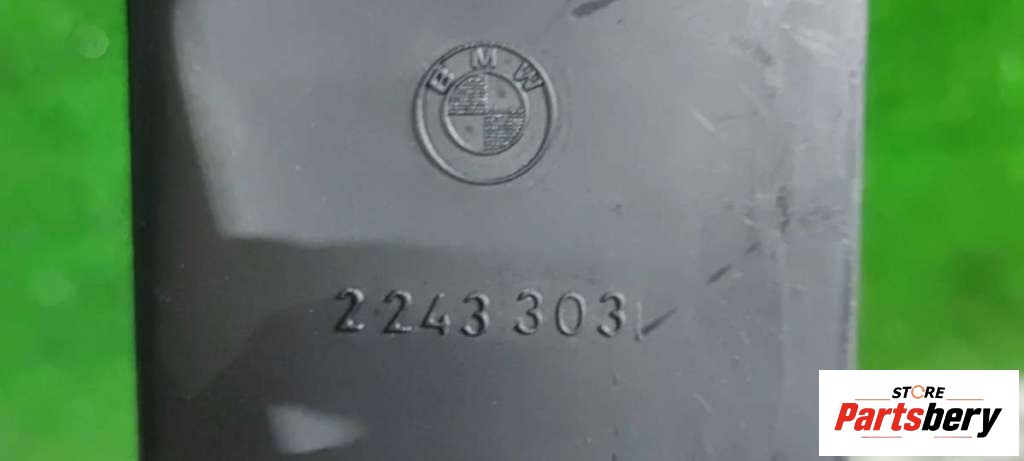 BMW
2243 303
STORE
Partsbery